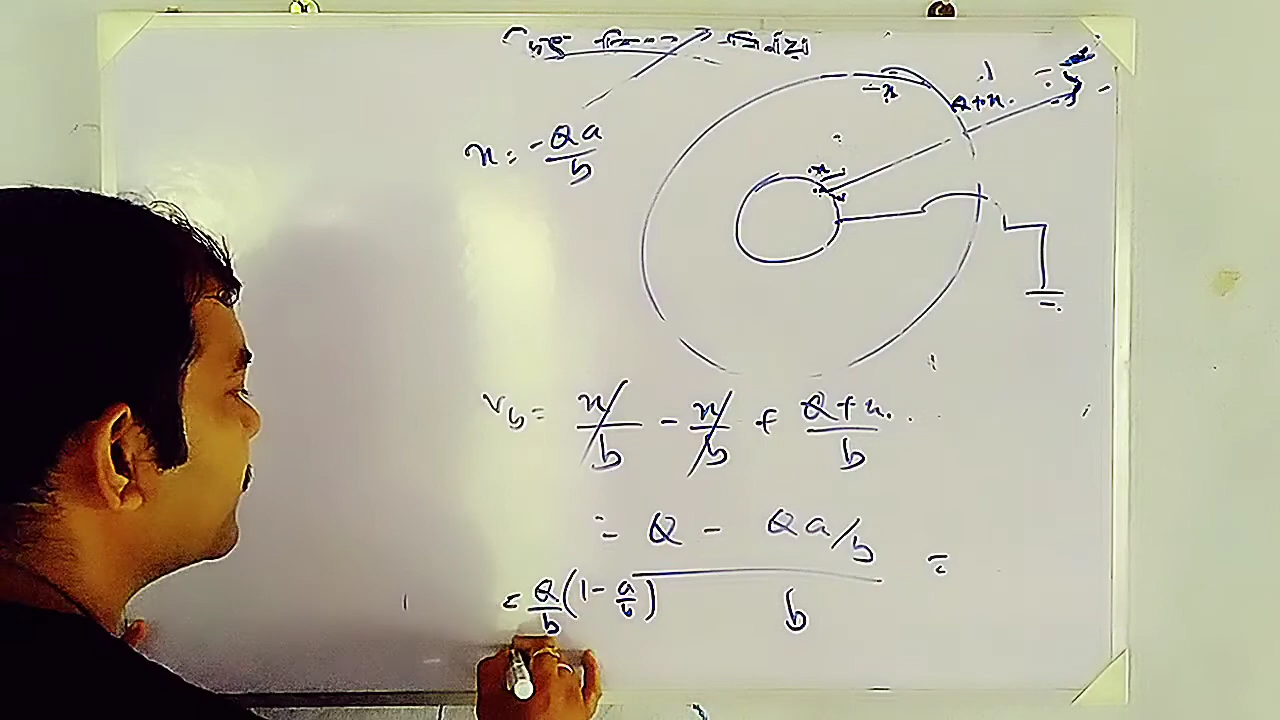 -x
Q+x.
x = -Qa/b
V_b = x/b - x/b + Q+x/b
= Q - Qa/b / b =
= Q/b (1 - a/b)